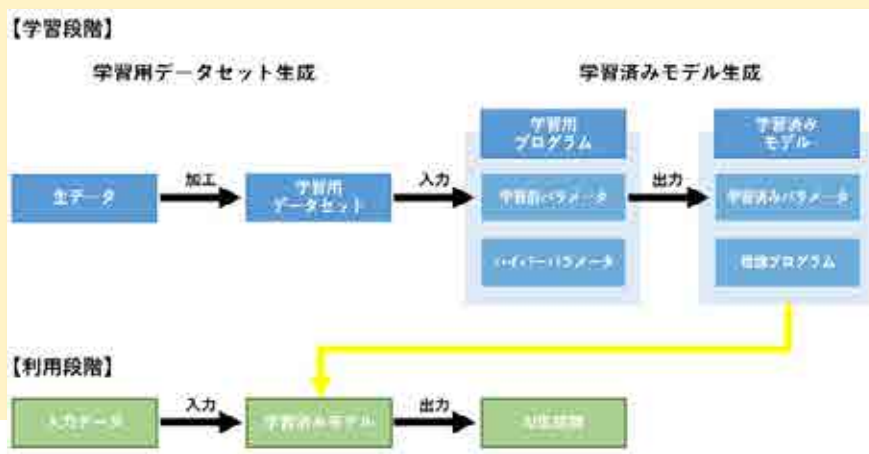 【学習段階】
学習用データセット生成
学習済みモデル生成
学習用
プログラム
学習済み
モデル
生データ
加工
学習用
データセット
入力
学習前パラメータ
出力
学習済みパラメータ
ハイパーパラメータ
推論プログラム
【利用段階】
入力データ
入力
学習済みモデル
出力